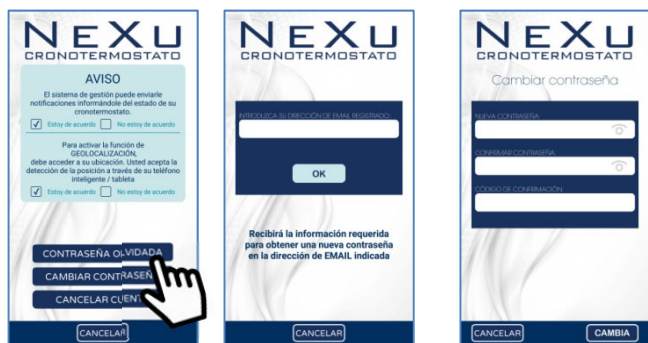 NEXU
CRONOTERMOSTATO
AVISO
El sistema de gestión puede enviarle
notificaciones informándole del estado de su
cronotermostato.
Estoy de acuerdo No estoy de acuerdo
Para activar la función de
GEOLOCALIZACIÓN,
debe acceder a su ubicación. Usted acepta la
detección de la posición a través de su teléfono
inteligente / tableta
Estoy de acuerdo No estoy de acuerdo
CONTRASEÑA OLVIDADA
CAMBIAR CONTRASEÑ
CANCELAR CUENT
CANCELAR
NEXU
CRONOTERMOSTATO
INTRODUZCA SU DIRECCIÓN DE EMAIL REGISTRADO:
OK
Recibirá la información requerida
para obtener una nueva contraseña
en la dirección de EMAIL indicada
CANCELAR
NEXU
CRONOTERMOSTATO
Cambiar contraseña
NUEVA CONTRASEÑA:
CONFIRMAR CONTRASEÑA:
CÓDIGO DE CONFIRMACIÓN:
CANCELAR CAMBIA